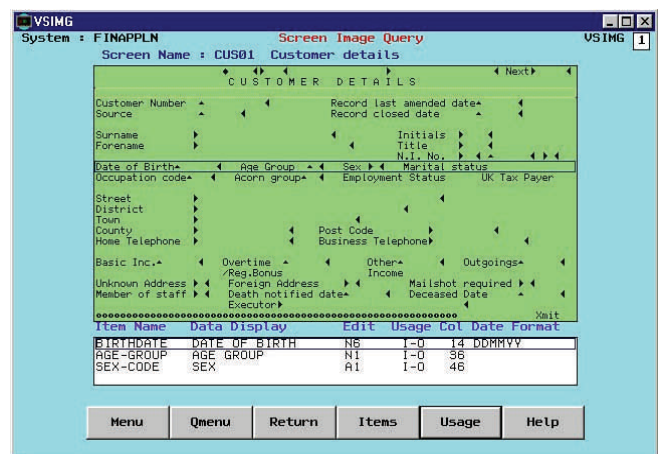 VSIMG
System : FINAPPLN Screen Image Query VSIMG 1
Screen Name : CUS01 Customer details
Next
CUSTOMER DETAILS
Customer Number Record last amended date
Source Record closed date
Surname Initials
Forename Title
N.I. No.
Date of Birth Age Group Sex Marital status
Occupation code Acorn group Employment Status UK Tax Payer
Street
District
Town
County Post Code
Home Telephone Business Telephone
Basic Inc. Overtime Other Outgoings
/Reg.Bonus Income
Unknown Address Foreign Address Mailshot required
Member of staff Death notified date Deceased Date
Executor
Xmit
Item Name Data Display Edit Usage Col Date Format
BIRTHDATE DATE OF BIRTH N6 I-O 14 DDMMYY
AGE-GROUP AGE GROUP N1 I-O 36
SEX-CODE SEX A1 I-O 46
Menu Qmenu Return Items Usage Help